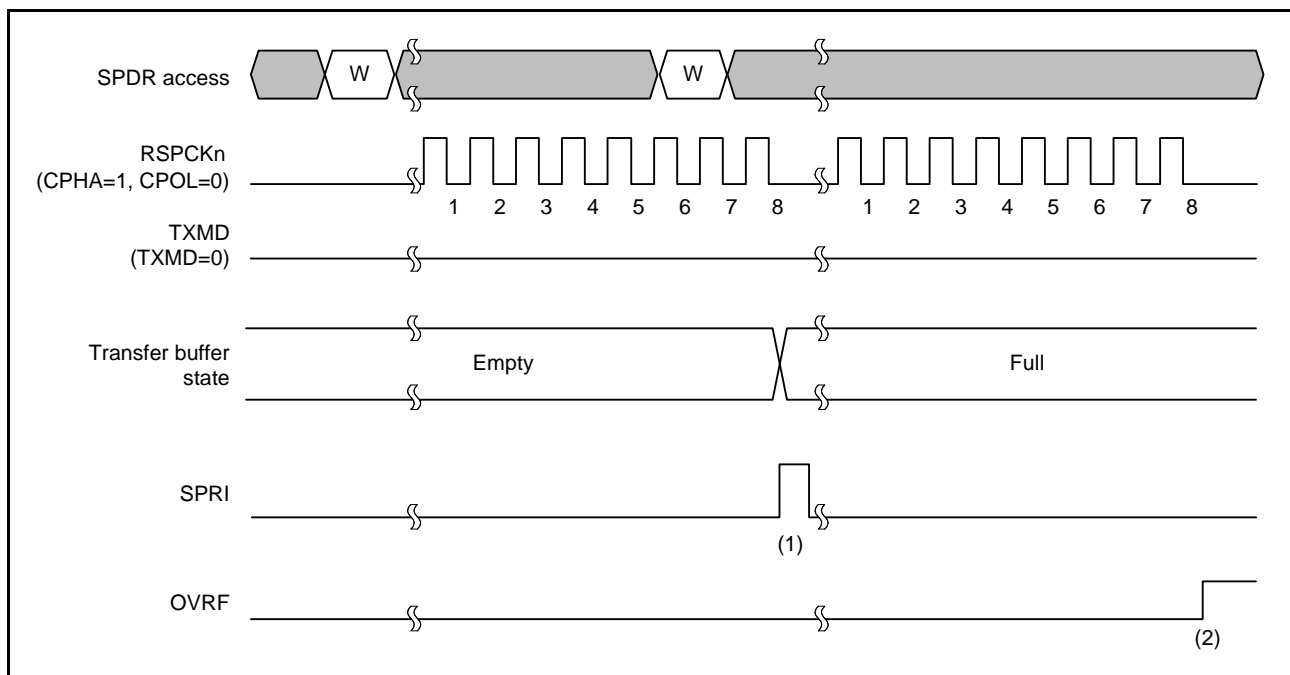 SPDR access
W
W
RSPCKn
(CPHA=1, CPOL=0)
1 2 3 4 5 6 7 8 1 2 3 4 5 6 7 8
TXMD
(TXMD=0)
Transfer buffer
state
Empty
Full
SPRI
(1)
OVRF
(2)